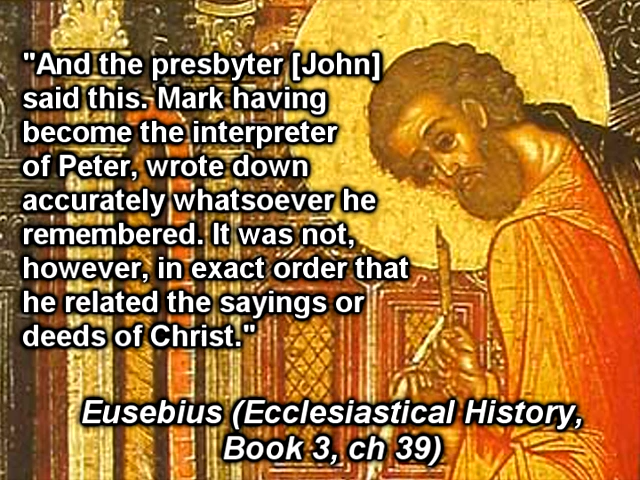 "And the presbyter [John]
said this. Mark having
become the interpreter
of Peter, wrote down
accurately whatsoever he
remembered. It was not,
however, in exact order that
he related the sayings or
deeds of Christ."
Eusebius (Ecclesiastical History,
Book 3, ch 39)